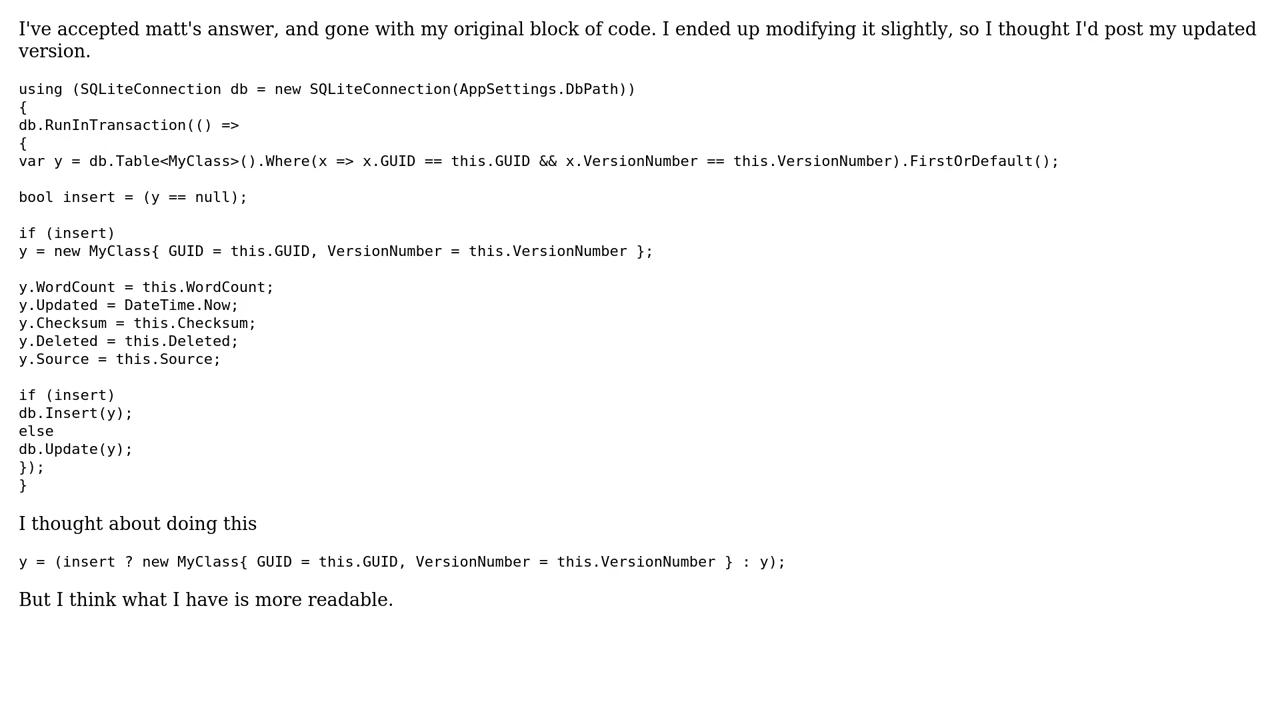 I've accepted matt's answer, and gone with my original block of code. I ended up modifying it slightly, so I thought I'd post my updated
version.
using (SQLiteConnection db = new SQLiteConnection(AppSettings.DbPath))
{
db.RunInTransaction(() =>
{
var y = db.Table<MyClass>().Where(x => x.GUID == this.GUID && x.VersionNumber == this.VersionNumber).FirstOrDefault();
bool insert = (y == null);
if (insert)
y = new MyClass{ GUID = this.GUID, VersionNumber = this.VersionNumber };
y.WordCount = this.WordCount;
y.Updated = DateTime.Now;
y.Checksum = this.Checksum;
y.Deleted = this.Deleted;
y.Source = this.Source;
if (insert)
db.Insert(y);
else
db.Update(y);
});
}
I thought about doing this
y = (insert ? new MyClass{ GUID = this.GUID, VersionNumber = this.VersionNumber } : y);
But I think what I have is more readable.